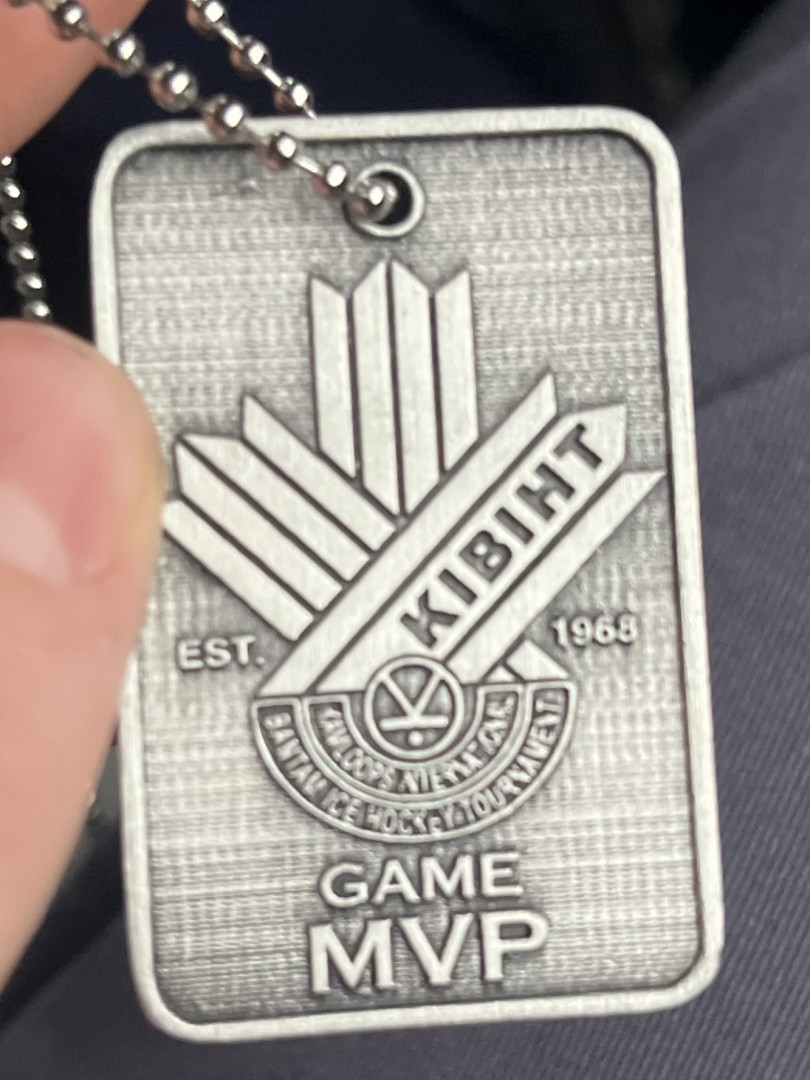 KIBIHT
EST. 1968
KAMLOOPS INTERNATIONAL
BANTAM ICE HOCKEY TOURNAMENT
GAME
MVP